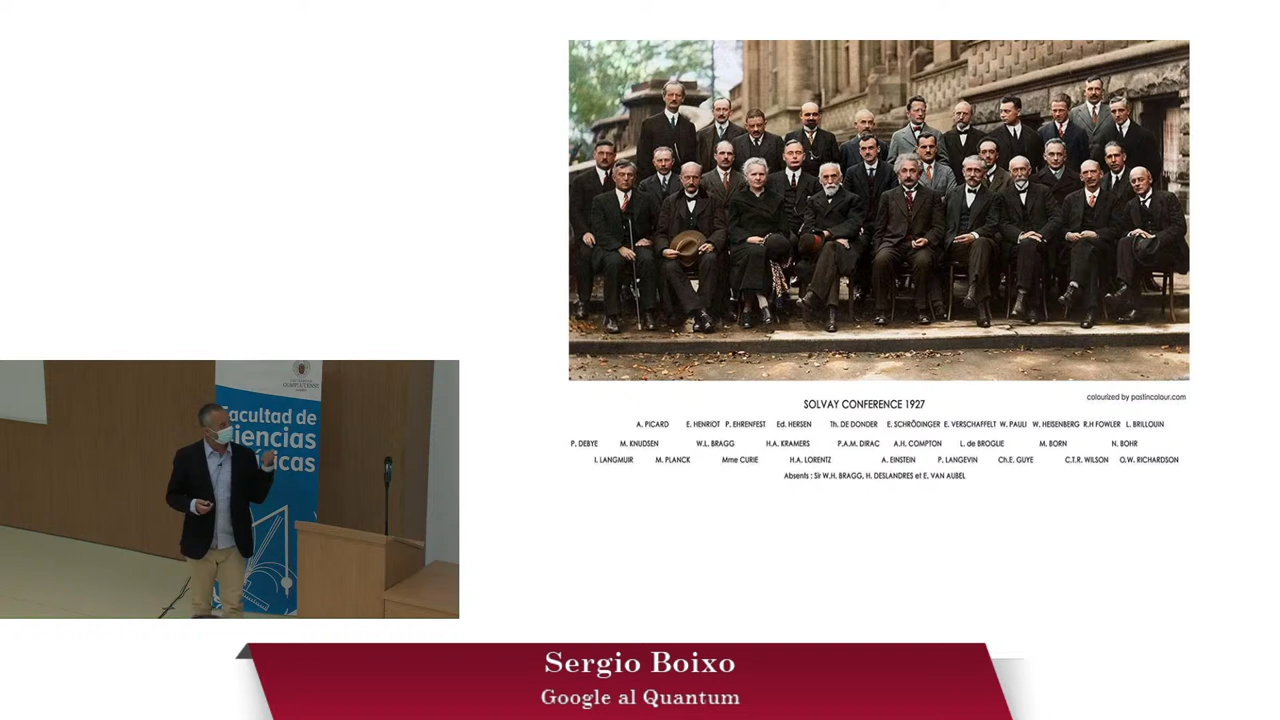 colourized by pastincolour.com
SOLVAY CONFERENCE 1927
A. PICARD E. HENRIOT P. EHRENFEST Ed. HERSEN Th. DE DONDER E. SCHRÖDINGER E. VERSCHAFFELT W. PAULI W. HEISENBERG R.H FOWLER L. BRILLOUIN
P. DEBYE M. KNUDSEN W.L. BRAGG H.A. KRAMERS P.A.M. DIRAC A.H. COMPTON L. de BROGLIE M. BORN N. BOHR
I. LANGMUIR M. PLANCK Mme CURIE H.A. LORENTZ A. EINSTEIN P. LANGEVIN Ch.E. GUYE C.T.R. WILSON O.W. RICHARDSON
Absents : Sir W.H. BRAGG, H. DESLANDRES et E. VAN AUBEL
COMPLUTENSE
Facultad de
iencias
sicas
Sergio Boixo
Google al Quantum